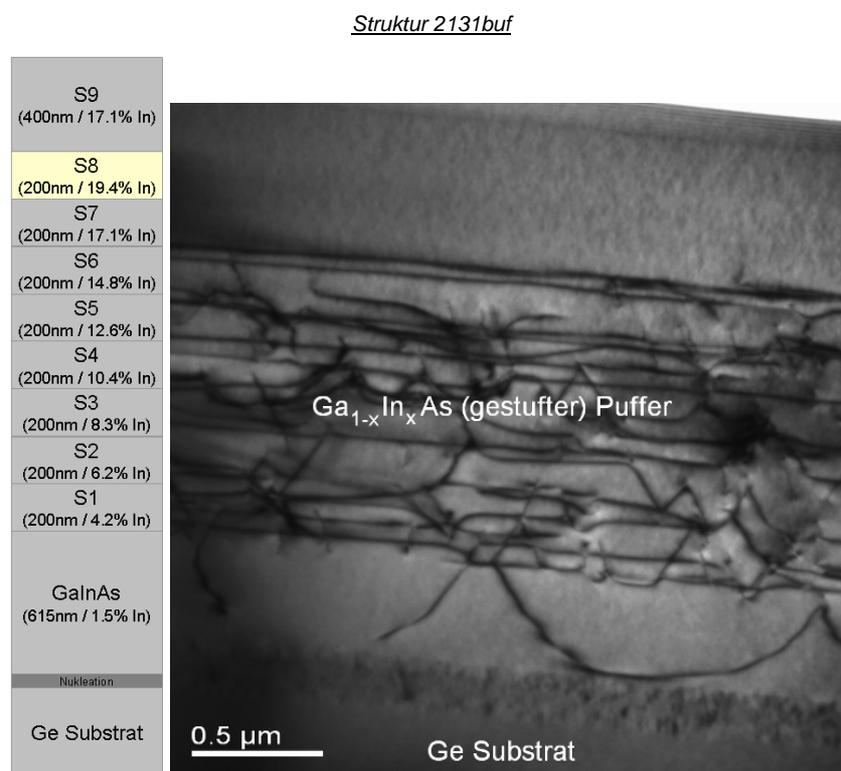 Struktur 2131buf
S9
(400nm / 17.1% In)
S8
(200nm / 19.4% In)
S7
(200nm / 17.1% In)
S6
(200nm / 14.8% In)
S5
(200nm / 12.6% In)
S4
(200nm / 10.4% In)
S3
(200nm / 8.3% In)
S2
(200nm / 6.2% In)
S1
(200nm / 4.2% In)
GaInAs
(615nm / 1.5% In)
Nukleation
Ge Substrat
Ga1-xInxAs (gestufter) Puffer
0.5 µm
Ge Substrat